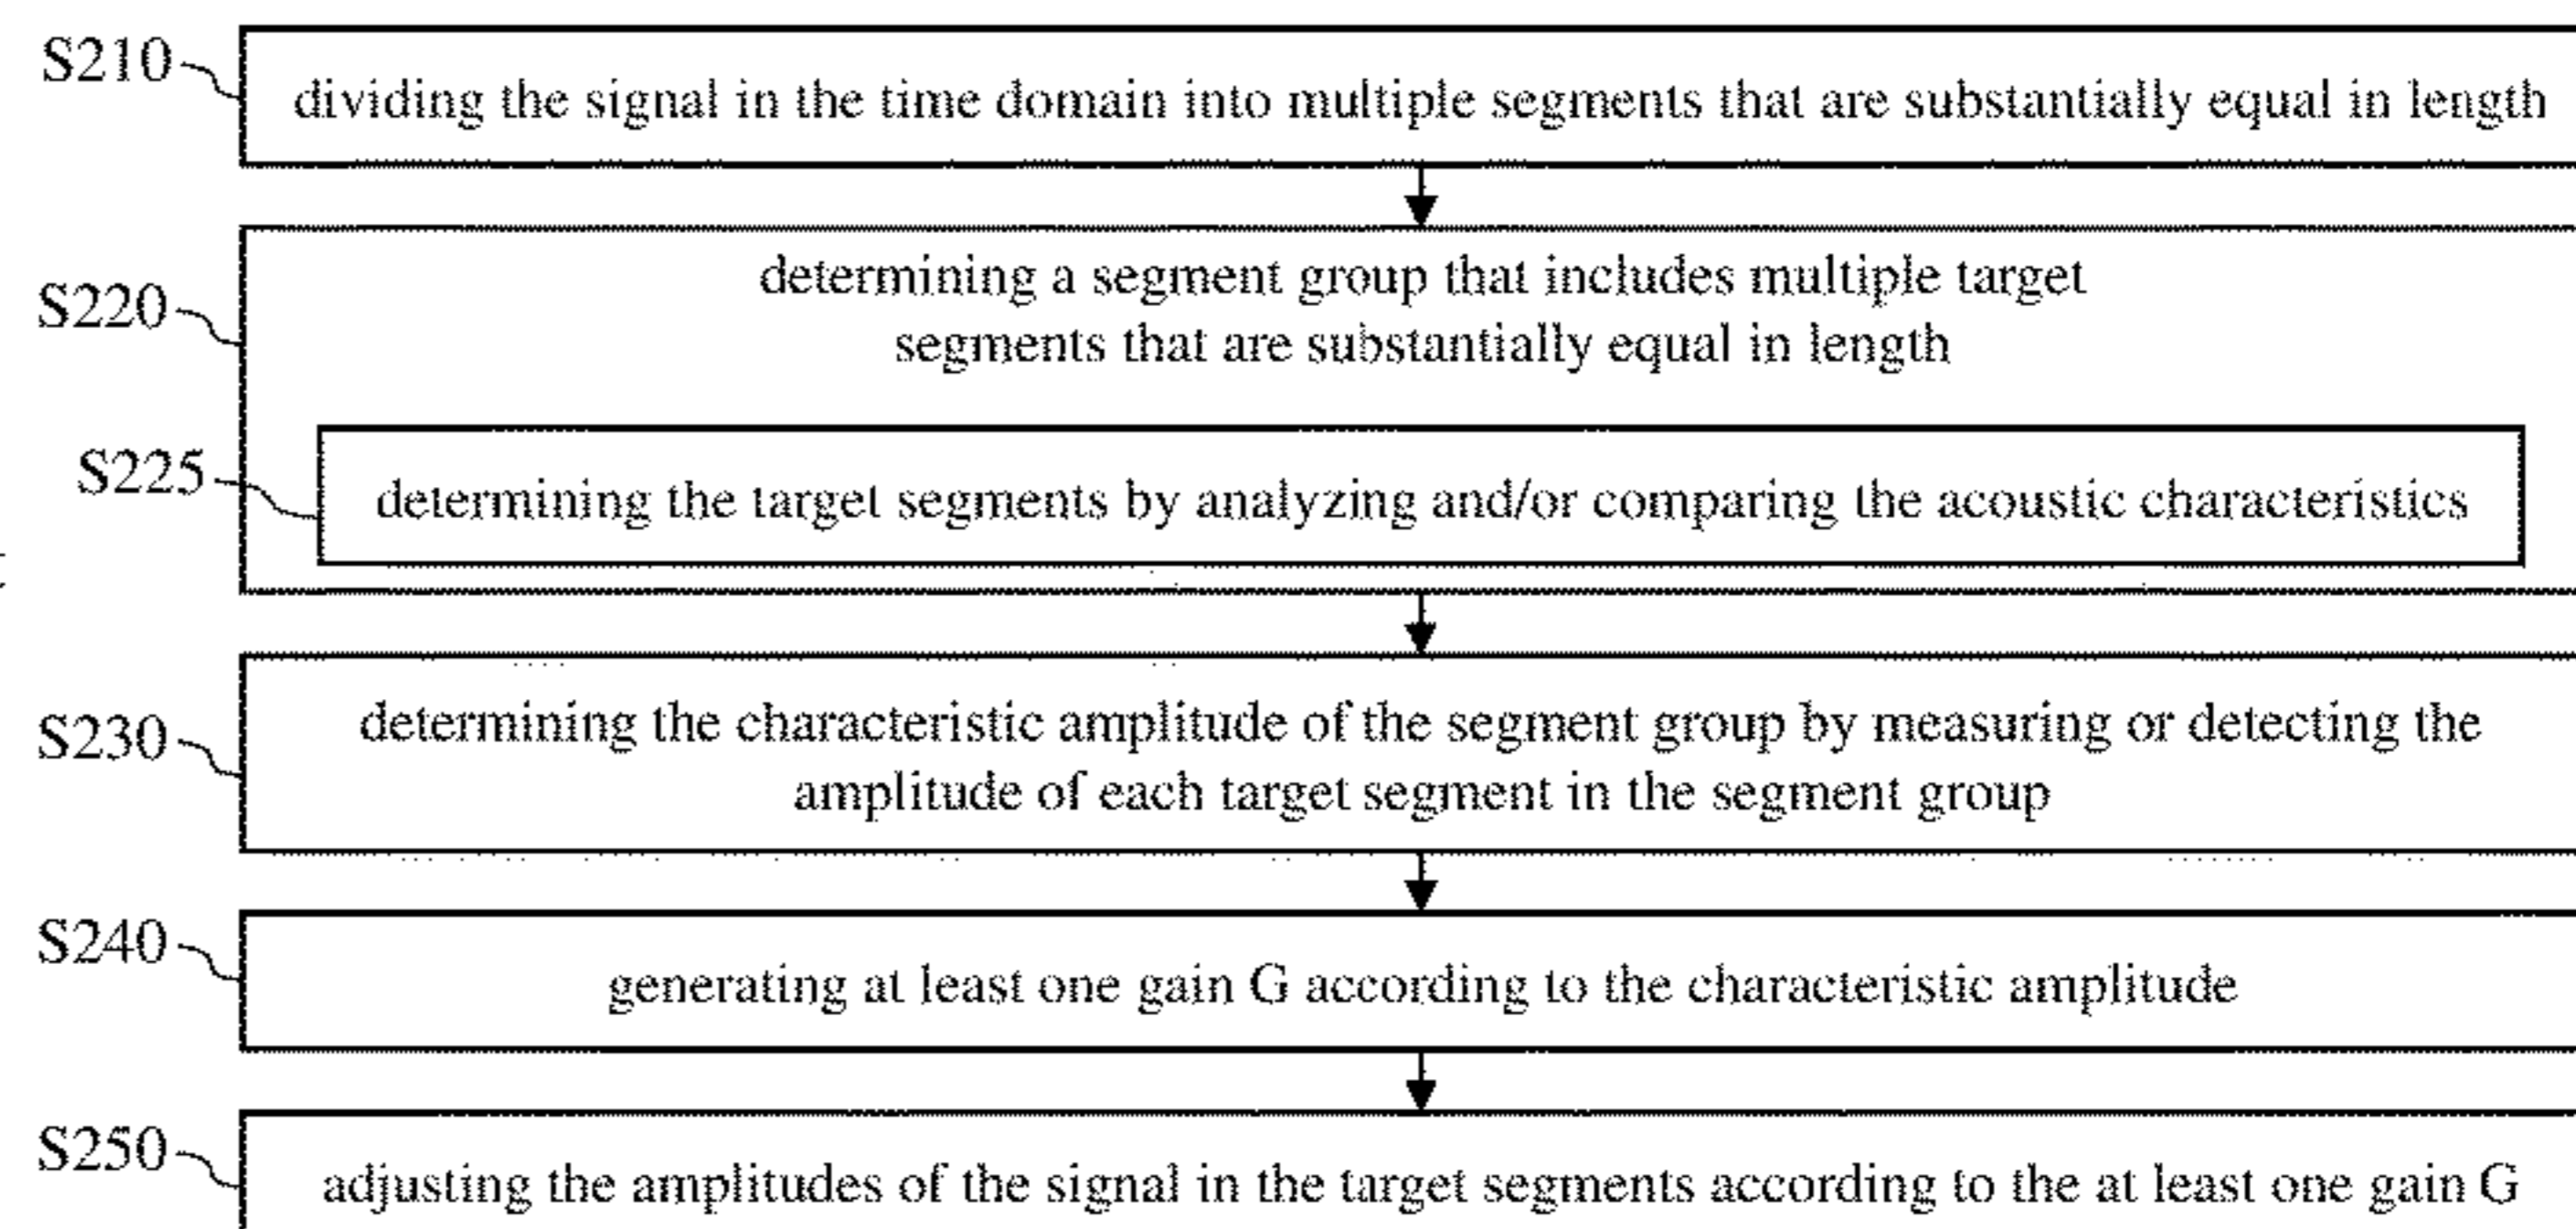 S210
dividing the signal in the time domain into multiple segments that are substantially equal in length
S220
determining a segment group that includes multiple target
segments that are substantially equal in length
S225
determining the target segments by analyzing and/or comparing the acoustic characteristics
S230
determining the characteristic amplitude of the segment group by measuring or detecting the
amplitude of each target segment in the segment group
S240
generating at least one gain G according to the characteristic amplitude
S250
adjusting the amplitudes of the signal in the target segments according to the at least one gain G